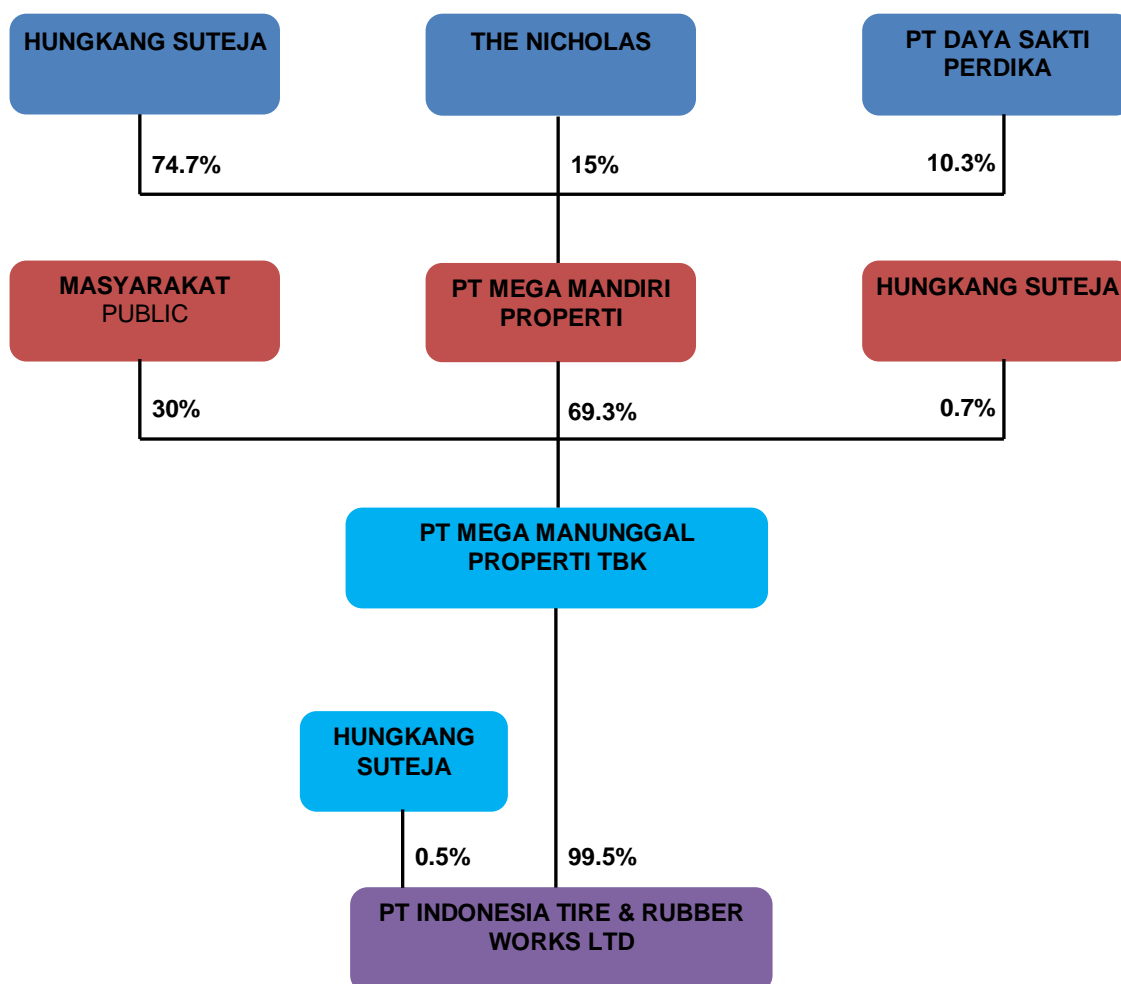 HUNGKANG SUTEJA
THE NICHOLAS
PT DAYA SAKTI
PERDIKA
74.7%
15%
10.3%
MASYARAKAT
PUBLIC
PT MEGA MANDIRI
PROPERTI
HUNGKANG SUTEJA
30%
69.3%
0.7%
PT MEGA MANUNGGAL
PROPERTI TBK
HUNGKANG
SUTEJA
0.5%
99.5%
PT INDONESIA TIRE & RUBBER
WORKS LTD